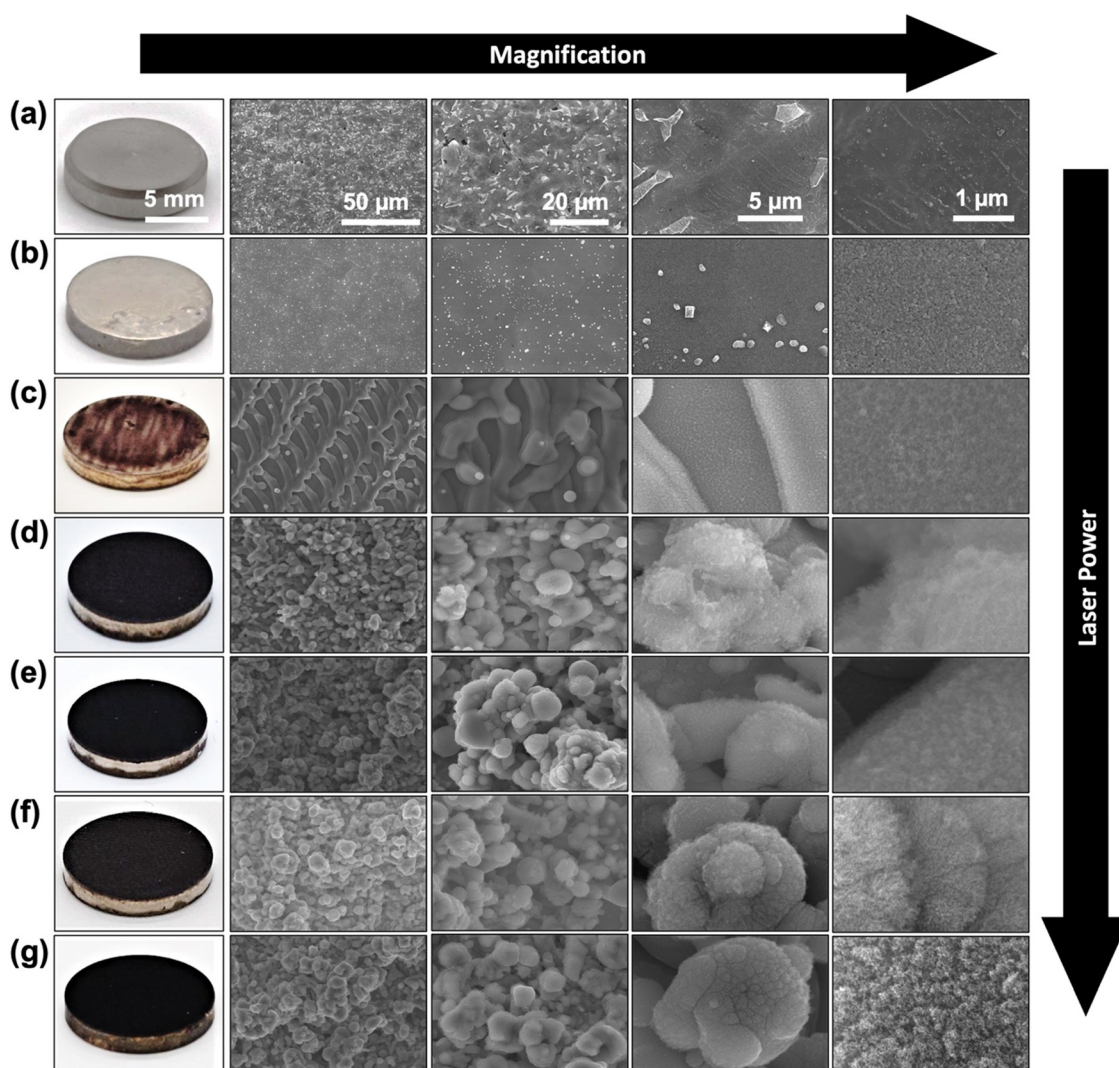 Magnification
(a)
5 mm
50 µm
20 µm
5 µm
1 µm
(b)
(c)
(d)
(e)
(f)
(g)
Laser Power